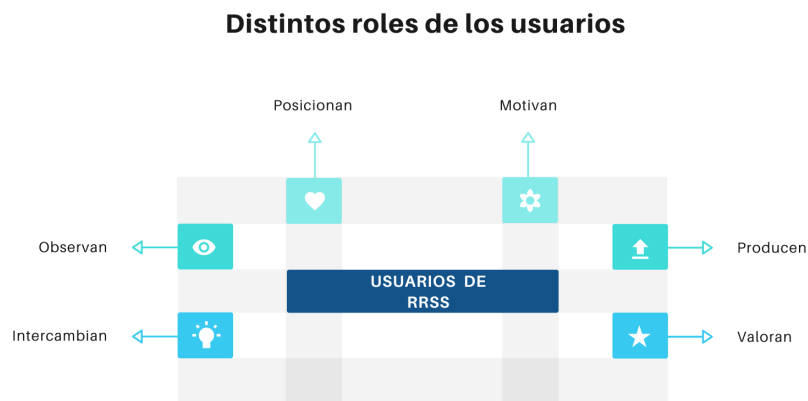 Distintos roles de los usuarios
Posicionan
Motivan
Observan
Producen
USUARIOS DE
RRSS
Intercambian
Valoran